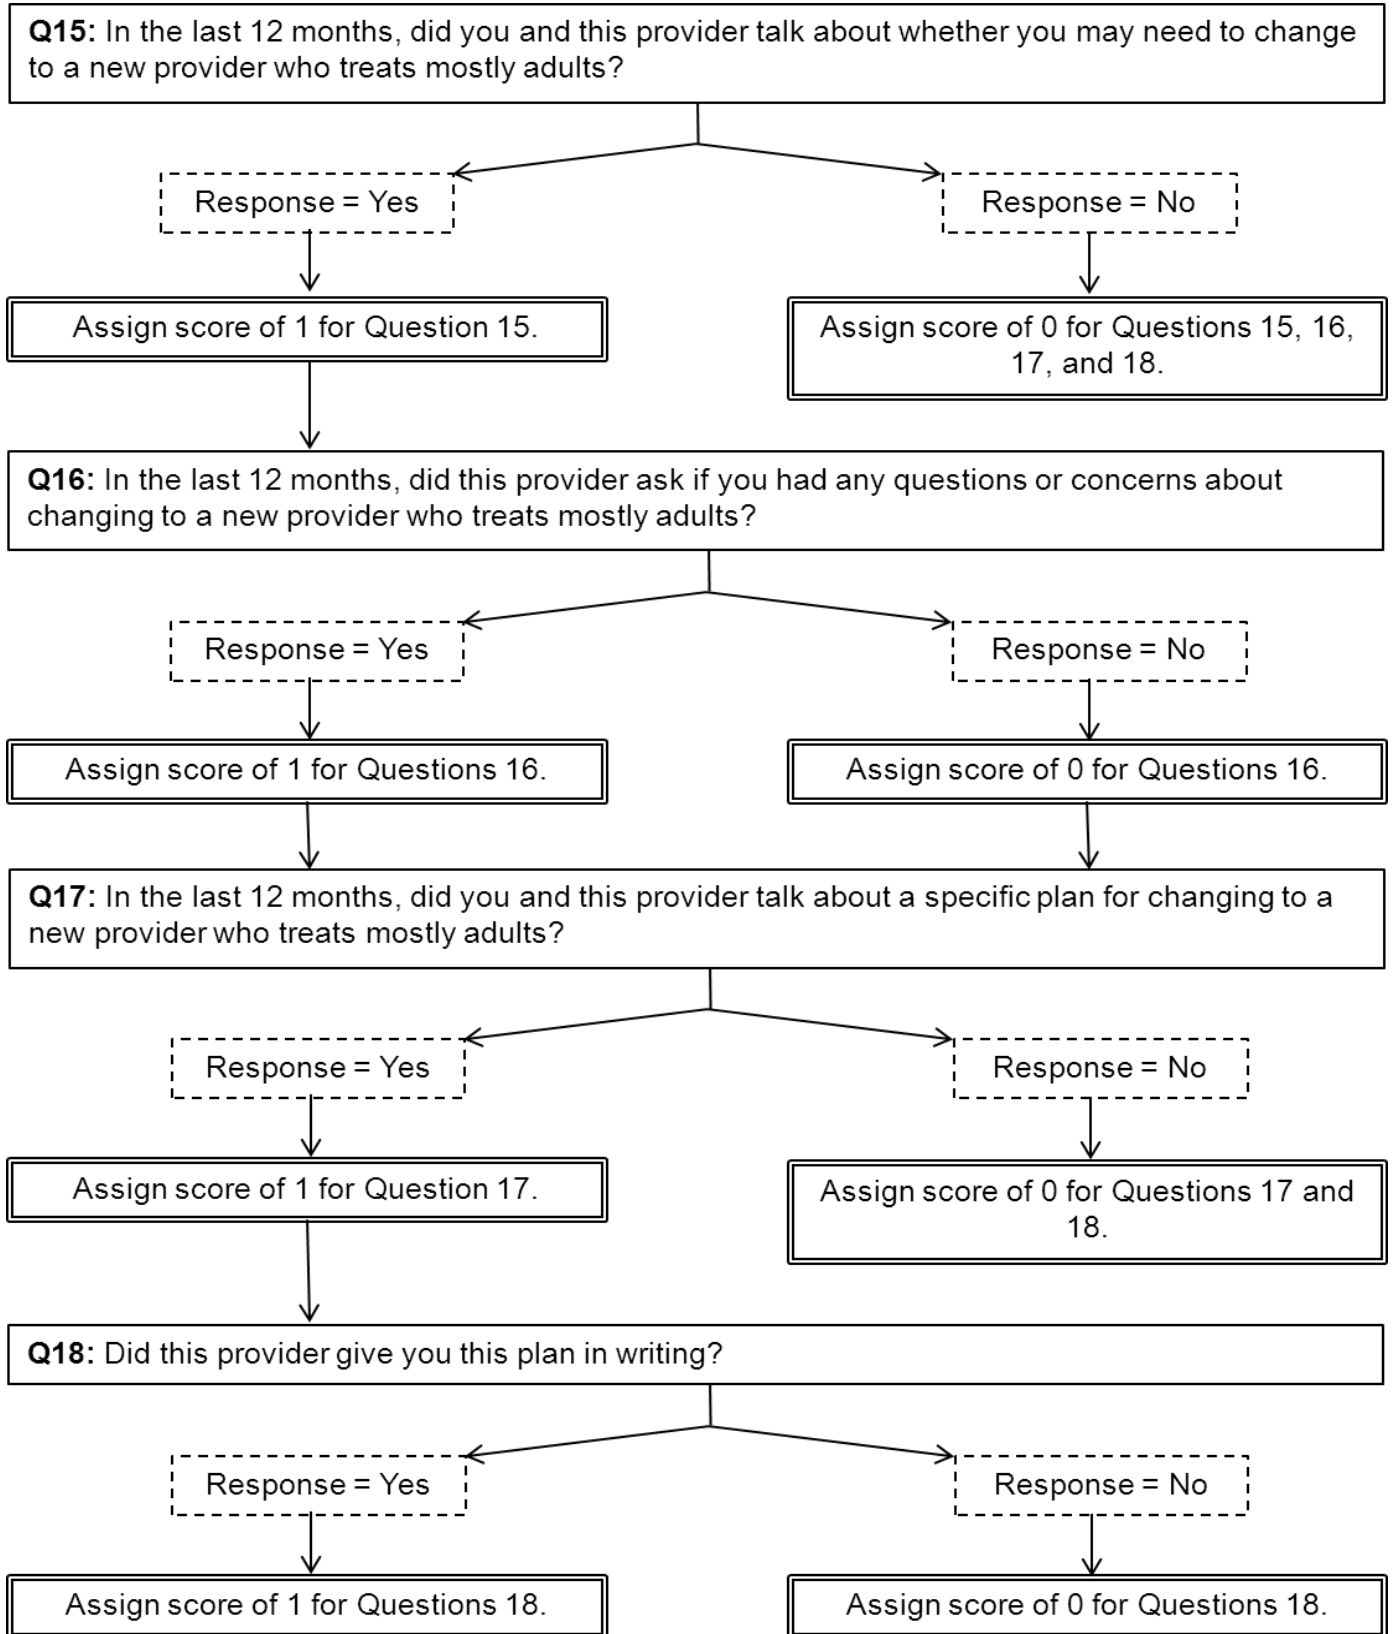 Q15: In the last 12 months, did you and this provider talk about whether you may need to change
to a new provider who treats mostly adults?
Response = Yes
Response = No
Assign score of 1 for Question 15.
Assign score of 0 for Questions 15, 16,
17, and 18.
Q16: In the last 12 months, did this provider ask if you had any questions or concerns about
changing to a new provider who treats mostly adults?
Response = Yes
Response = No
Assign score of 1 for Questions 16.
Assign score of 0 for Questions 16.
Q17: In the last 12 months, did you and this provider talk about a specific plan for changing to a
new provider who treats mostly adults?
Response = Yes
Response = No
Assign score of 1 for Question 17.
Assign score of 0 for Questions 17 and
18.
Q18: Did this provider give you this plan in writing?
Response = Yes
Response = No
Assign score of 1 for Questions 18.
Assign score of 0 for Questions 18.